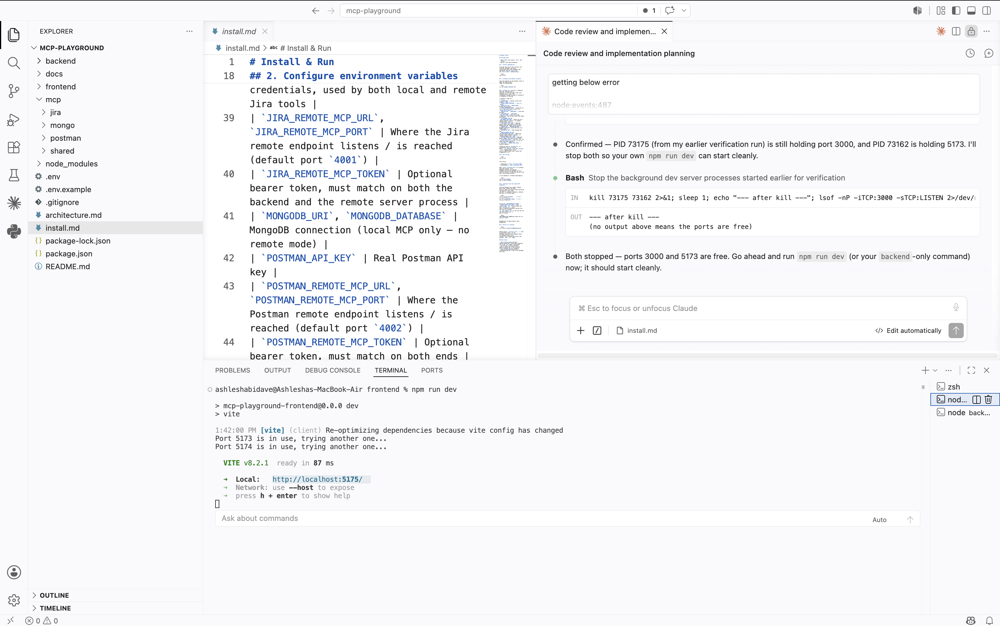 mcp-playground
1
EXPLORER
MCP-PLAYGROUND
backend
docs
frontend
mcp
jira
mongo
postman
shared
node_modules
.env
.env.example
.gitignore
architecture.md
install.md
package-lock.json
package.json
README.md
OUTLINE
TIMELINE
0
0
install.md
install.md > abc # Install & Run
1 # Install & Run
18 ## 2. Configure environment variables
credentials, used by both local and remote
Jira tools |
39 | `JIRA_REMOTE_MCP_URL`,
`JIRA_REMOTE_MCP_PORT` | Where the Jira
remote endpoint listens / is reached
(default port `4001`) |
40 | `JIRA_REMOTE_MCP_TOKEN` | Optional
bearer token, must match on both the
backend and the remote server process |
41 | `MONGODB_URI`, `MONGODB_DATABASE` |
MongoDB connection (local MCP only — no
remote mode) |
42 | `POSTMAN_API_KEY` | Real Postman API
key |
43 | `POSTMAN_REMOTE_MCP_URL`,
`POSTMAN_REMOTE_MCP_PORT` | Where the
Postman remote endpoint listens / is
reached (default port `4002`) |
44 | `POSTMAN_REMOTE_MCP_TOKEN` | Optional
bearer token, must match on both ends |
Code review and implemen...
Code review and implementation planning
getting below error
node:events:487
Confirmed — PID 73175 (from my earlier verification run) is still holding port 3000, and PID 73162 is holding 5173. I'll
stop both so your own npm run dev can start cleanly.
Bash Stop the background dev server processes started earlier for verification
IN kill 73175 73162 2>&1; sleep 1; echo "--- after kill ---"; lsof -nP -iTCP:3000 -sTCP:LISTEN 2>/dev/
OUT --- after kill ---
(no output above means the ports are free)
Both stopped — ports 3000 and 5173 are free. Go ahead and run npm run dev (or your backend-only command)
now; it should start cleanly.
⌘ Esc to focus or unfocus Claude
install.md
</> Edit automatically
PROBLEMS OUTPUT DEBUG CONSOLE TERMINAL PORTS
ashleshabidave@Ashleshas-MacBook-Air frontend % npm run dev
> mcp-playground-frontend@0.0.0 dev
> vite
1:42:00 PM [vite] (client) Re-optimizing dependencies because vite config has changed
Port 5173 is in use, trying another one...
Port 5174 is in use, trying another one...
VITE v8.2.1 ready in 87 ms
➜ Local: http://localhost:5175/
➜ Network: use --host to expose
➜ press h + enter to show help
Ask about commands
Auto
zsh
nod...
node back...